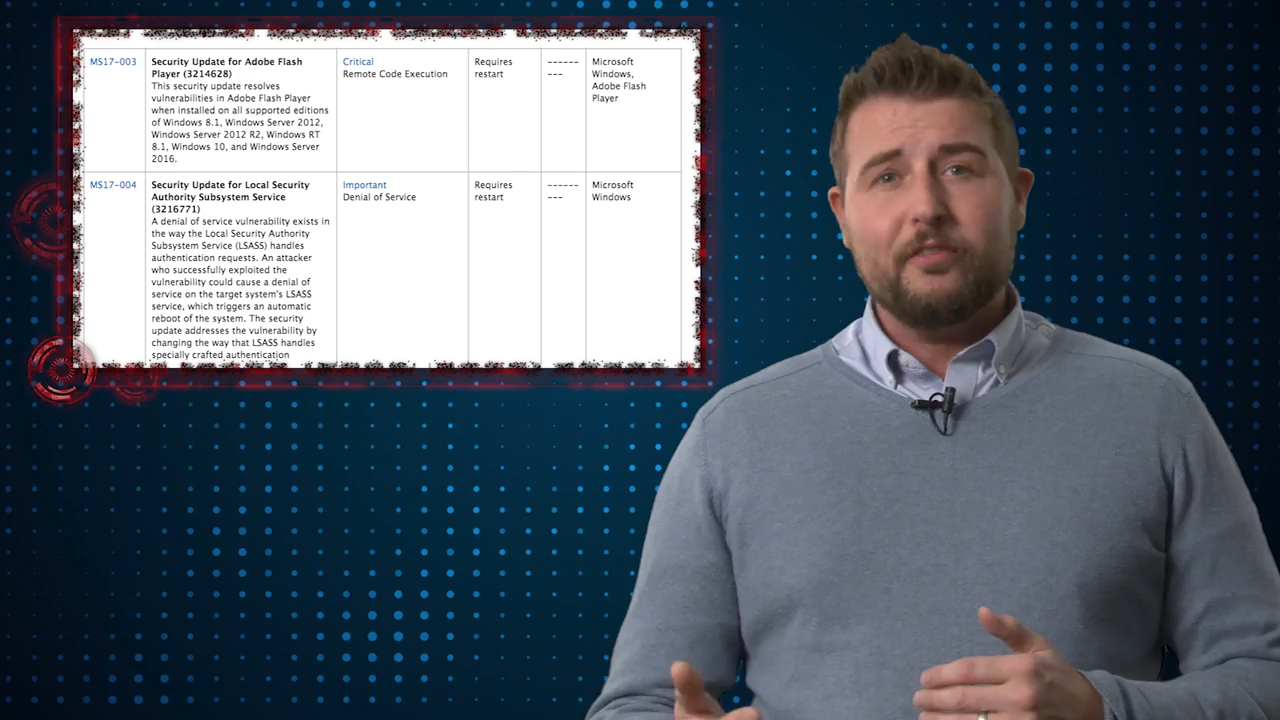 MS17-003
Security Update for Adobe Flash
Player (3214628)
This security update resolves
vulnerabilities in Adobe Flash Player
when installed on all supported editions
of Windows 8.1, Windows Server 2012,
Windows Server 2012 R2, Windows RT
8.1, Windows 10, and Windows Server
2016.
Critical
Remote Code Execution
Requires
restart
------
---
Microsoft
Windows,
Adobe Flash
Player
MS17-004
Security Update for Local Security
Authority Subsystem Service
(3216771)
A denial of service vulnerability exists in
the way the Local Security Authority
Subsystem Service (LSASS) handles
authentication requests. An attacker
who successfully exploited the
vulnerability could cause a denial of
service on the target system's LSASS
service, which triggers an automatic
reboot of the system. The security
update addresses the vulnerability by
changing the way that LSASS handles
specially crafted authentication
Important
Denial of Service
Requires
restart
------
---
Microsoft
Windows